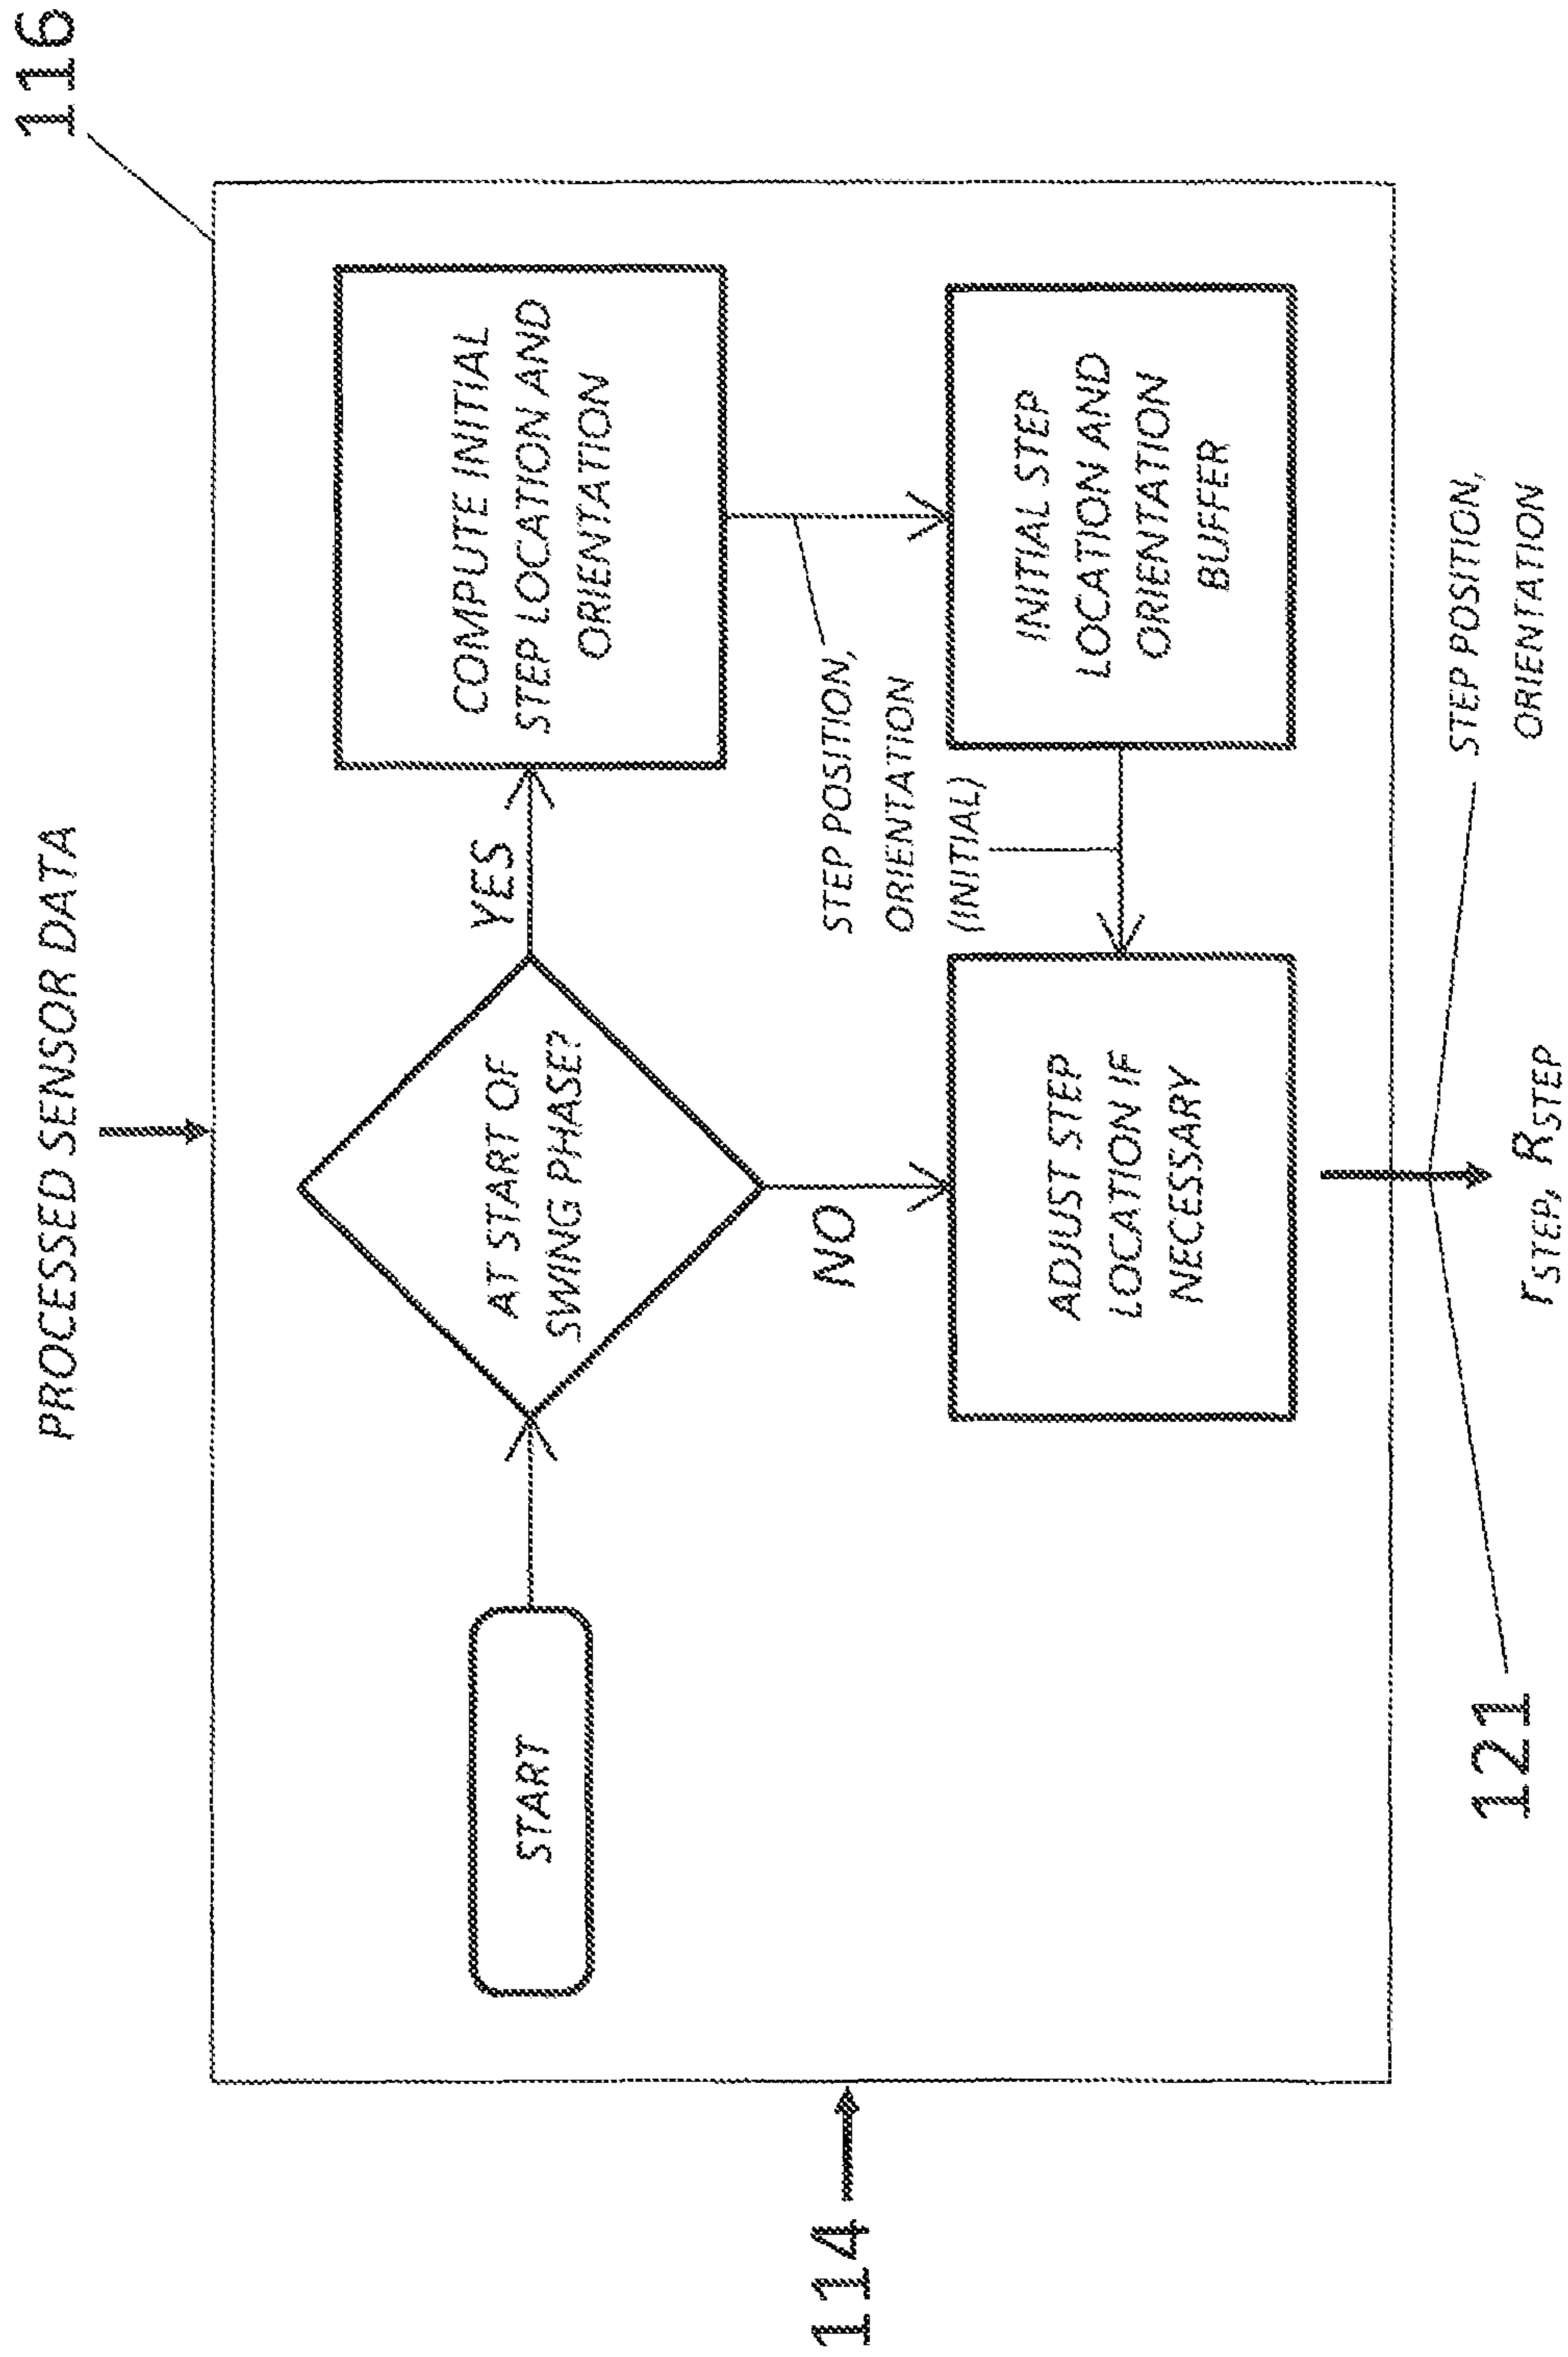 116
PROCESSED SENSOR DATA
START
AT START OF
SWING PHASE?
YES
COMPUTE INITIAL
STEP LOCATION AND
ORIENTATION
NO
STEP POSITION,
ORIENTATION
(INITIAL)
ADJUST STEP
LOCATION IF
NECESSARY
INITIAL STEP
LOCATION AND
ORIENTATION
BUFFER
114
121
STEP POSITION,
ORIENTATION
rSTEP, RSTEP